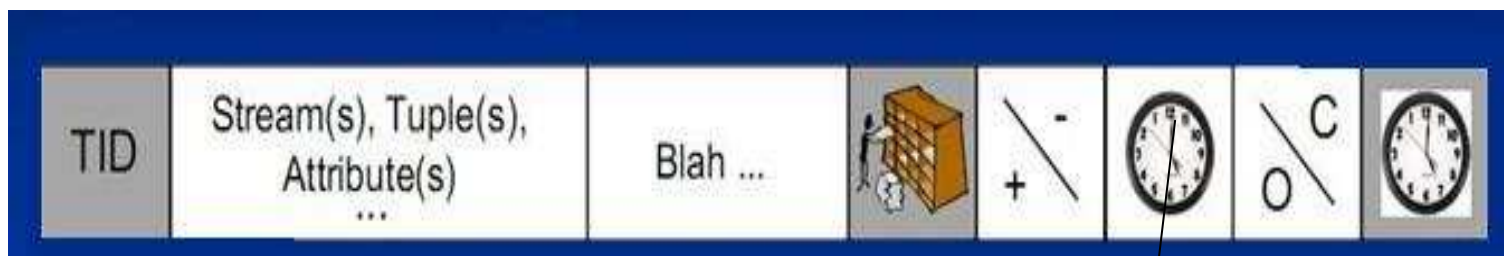 TID
Stream(s), Tuple(s),
Attribute(s)
...
Blah ...
+ -
O C